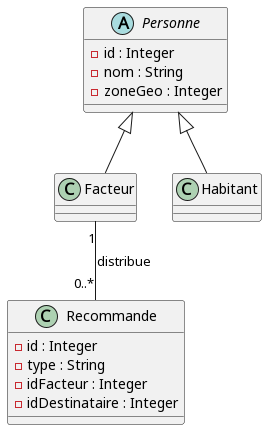 A Personne
id : Integer
nom : String
zoneGeo : Integer
C Facteur
C Habitant
1
distribue
0..*
C Recommande
id : Integer
type : String
idFacteur : Integer
idDestinataire : Integer